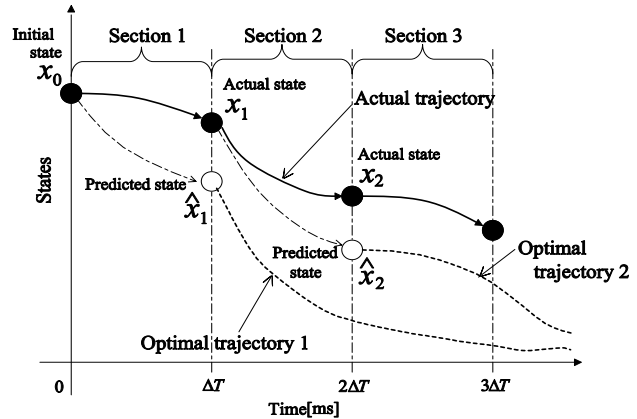 Initial
state
x0
Section 1
Section 2
Section 3
Actual state
x1
Actual trajectory
Actual state
x2
States
Predicted state
x̂1
Predicted
state
x̂2
Optimal
trajectory 2
Optimal trajectory 1
0
ΔT
2ΔT
3ΔT
Time[ms]